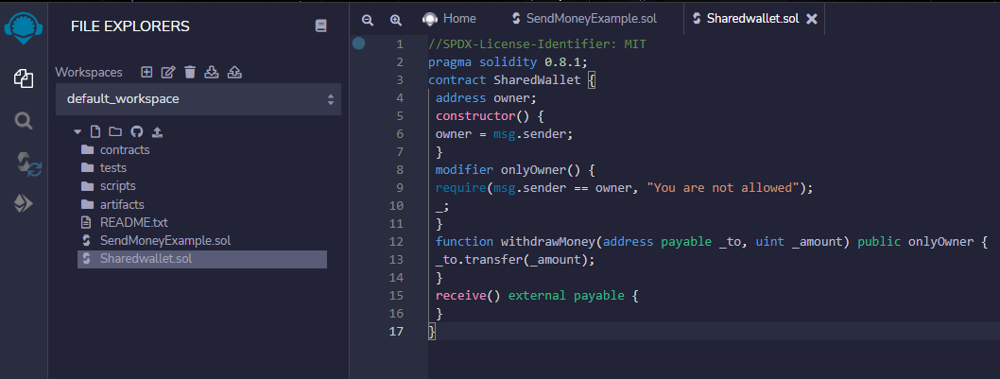 FILE EXPLORERS
Workspaces
default_workspace
contracts
tests
scripts
artifacts
README.txt
SendMoneyExample.sol
Sharedwallet.sol
Home
SendMoneyExample.sol
Sharedwallet.sol
1 //SPDX-License-Identifier: MIT
2 pragma solidity 0.8.1;
3 contract SharedWallet {
4 address owner;
5 constructor() {
6 owner = msg.sender;
7 }
8 modifier onlyOwner() {
9 require(msg.sender == owner, "You are not allowed");
10 _;
11 }
12 function withdrawMoney(address payable _to, uint _amount) public onlyOwner {
13 _to.transfer(_amount);
14 }
15 receive() external payable {
16 }
17 }